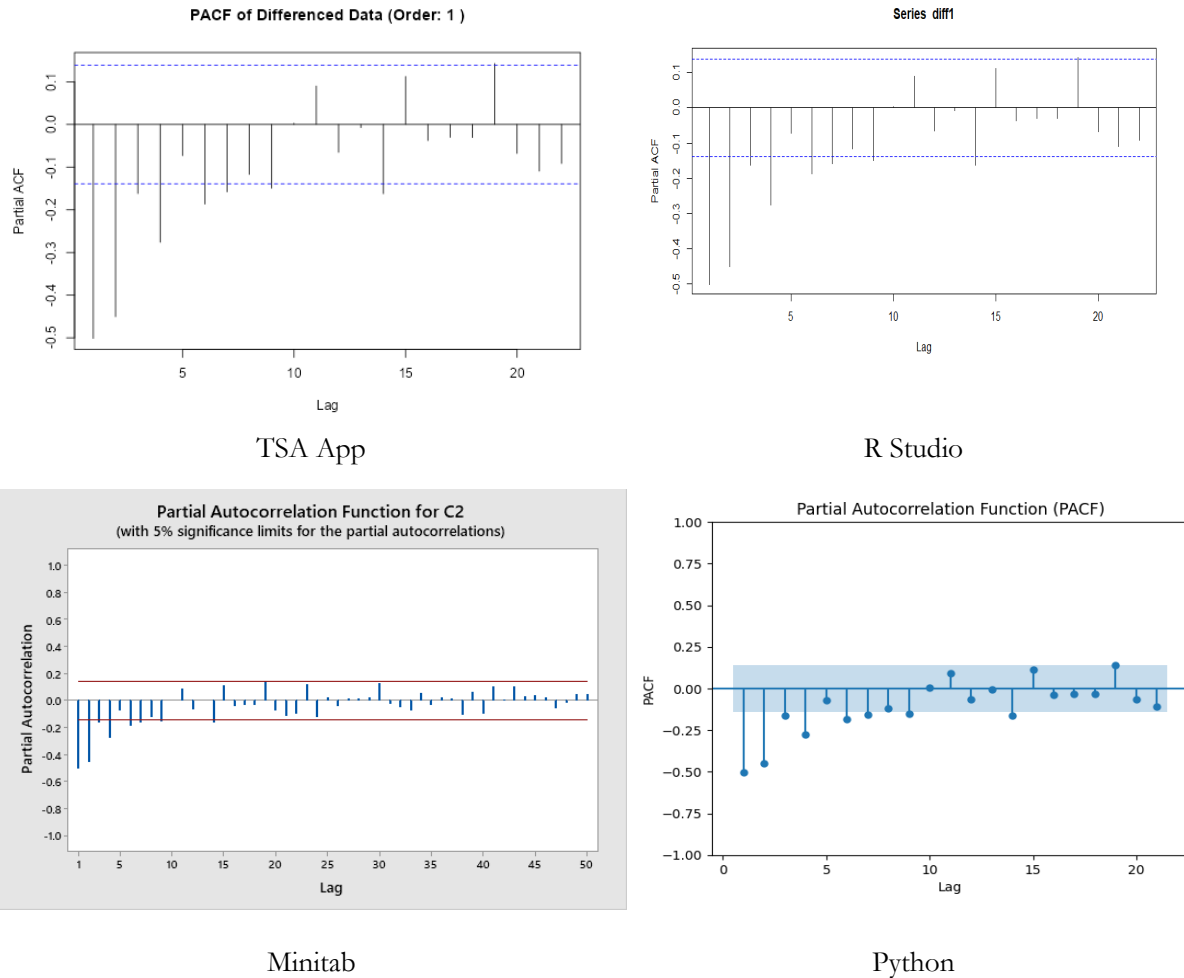 PACF of Differenced Data (Order: 1 )
Partial ACF
0.1
0.0
-0.1
-0.2
-0.3
-0.4
-0.5
5 10 15 20
Lag
TSA App
Series diff1
Partial ACF
0.1
0.0
-0.1
-0.2
-0.3
-0.4
-0.5
5 10 15 20
Lag
R Studio
Partial Autocorrelation Function for C2
(with 5% significance limits for the partial autocorrelations)
Partial Autocorrelation
1.0
0.8
0.6
0.4
0.2
0.0
-0.2
-0.4
-0.6
-0.8
-1.0
1 5 10 15 20 25 30 35 40 45 50
Lag
Minitab
Partial Autocorrelation Function (PACF)
PACF
1.00
0.75
0.50
0.25
0.00
−0.25
−0.50
−0.75
−1.00
0 5 10 15 20
Lag
Python